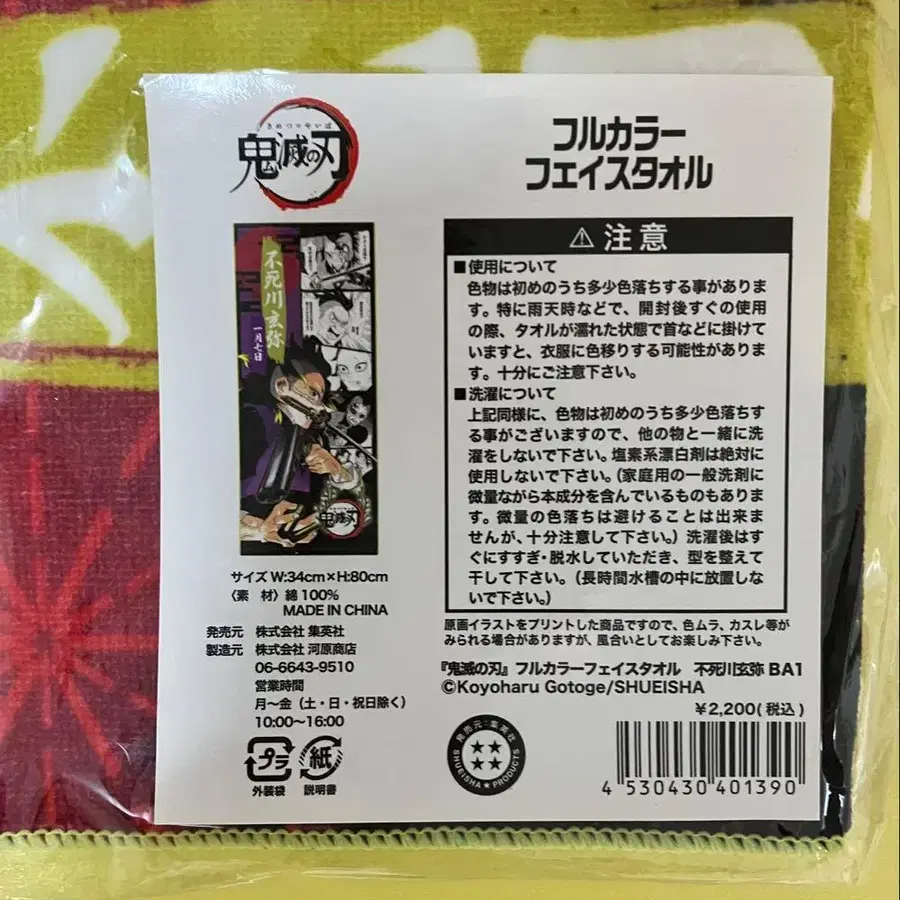 きめつのやいば
鬼滅の刃
フルカラー
フェイスタオル
不死川玄弥
一月七日
鬼滅の刃
サイズ W:34cm×H:80cm
〈素　材〉綿100%
MADE IN CHINA
発売元　株式会社 集英社
製造元　株式会社 河原商店
06-6643-9510
営業時間
月〜金（土・日・祝日除く）
10:00〜16:00
プラ
外装袋
紙
説明書
⚠ 注意
■使用について
色物は初めのうち多少色落ちする事がありま
す。特に雨天時などで、開封後すぐの使用
の際、タオルが濡れた状態で首などに掛けて
いますと、衣服に色移りする可能性がありま
す。十分にご注意下さい。
■洗濯について
上記同様に、色物は初めのうち多少色落ちす
る事がございますので、他の物と一緒に洗
濯をしないで下さい。塩素系漂白剤は絶対に
使用しないで下さい。（家庭用の一般洗剤に
微量ながら本成分を含んでいるものもありま
す。微量の色落ちは避けることは出来ま
せんが、十分注意して下さい。）洗濯後はす
ぐにすすぎ・脱水していただき、型を整えて
干して下さい。（長時間水槽の中に放置しな
いで下さい。）
原画イラストをプリントした商品ですので、色ムラ、カスレ等が
みられる場合がありますが、風合いとしてお楽しみ下さい。
『鬼滅の刃』フルカラーフェイスタオル　不死川玄弥 BA1
©Koyoharu Gotoge/SHUEISHA
¥2,200(税込)
発売元:集英社
SHUEISHA★PRODUCTS
4 530430 401390